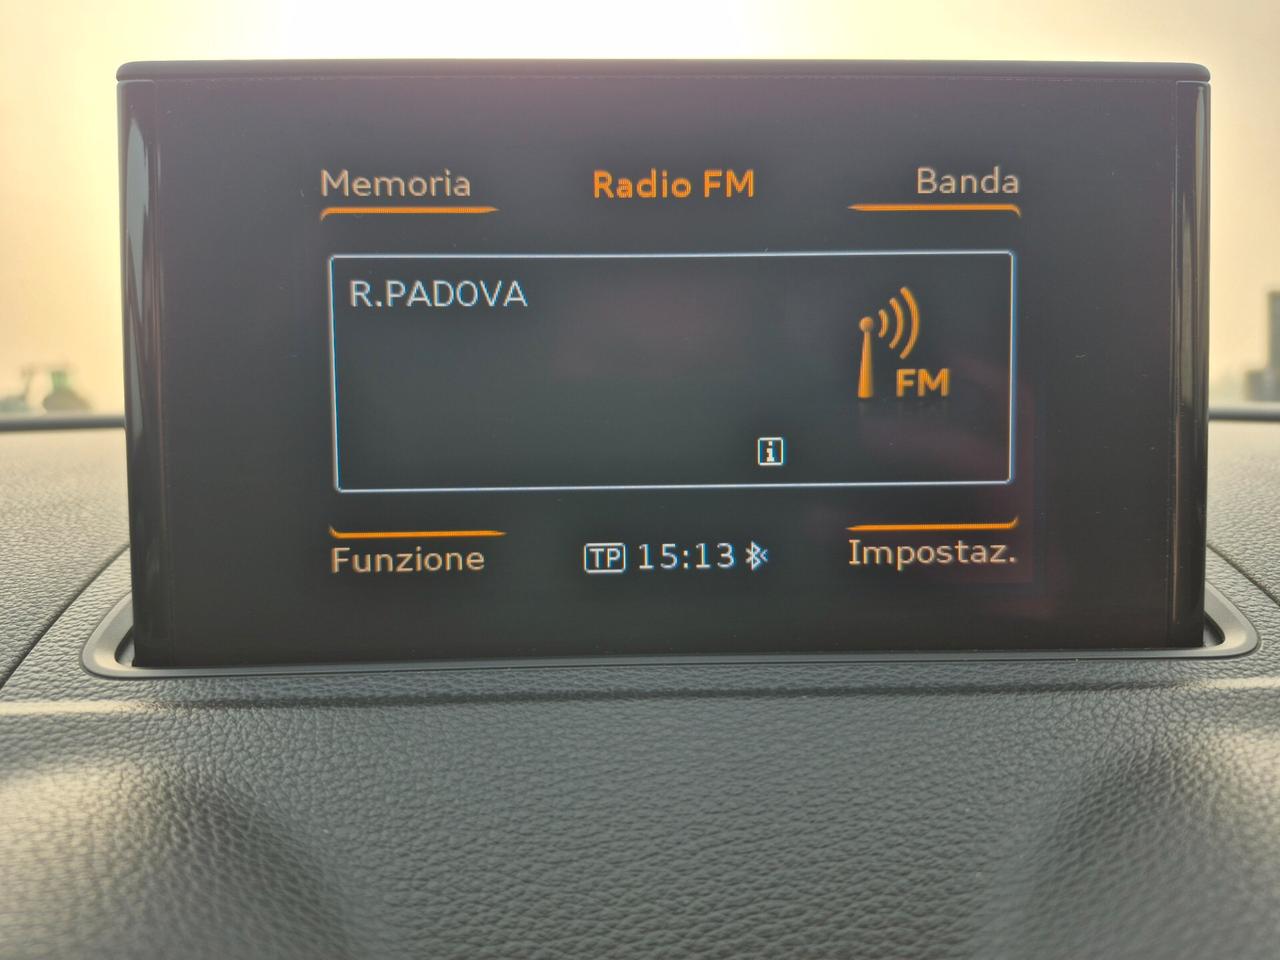 Memoria Radio FM Banda
R.PADOVA
FM
i
Funzione TP 15:13 Impostaz.